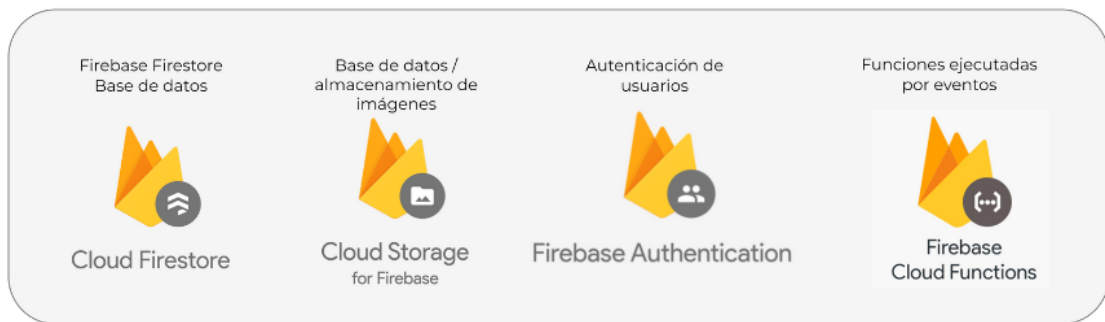 Firebase Firestore
Base de datos
Cloud Firestore
Base de datos /
almacenamiento de
imágenes
Cloud Storage
for Firebase
Autenticación de
usuarios
Firebase Authentication
Funciones ejecutadas
por eventos
Firebase
Cloud Functions